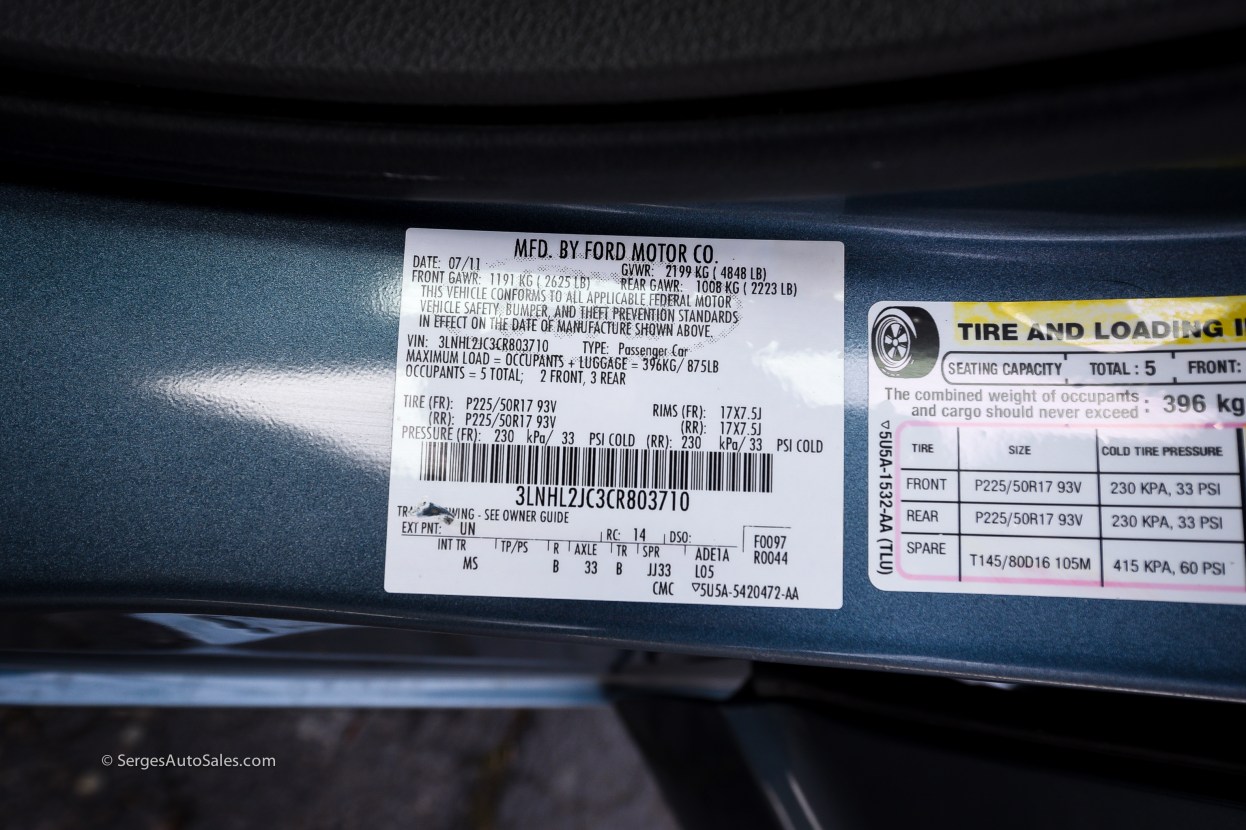 MFD. BY FORD MOTOR CO.
DATE: 07/11 GVWR: 2199 KG ( 4848 LB)
FRONT GAWR: 1191 KG ( 2625 LB) REAR GAWR: 1008 KG ( 2223 LB)
THIS VEHICLE CONFORMS TO ALL APPLICABLE FEDERAL MOTOR
VEHICLE SAFETY, BUMPER, AND THEFT PREVENTION STANDARDS
IN EFFECT ON THE DATE OF MANUFACTURE SHOWN ABOVE.
VIN: 3LNHL2JC3CR803710 TYPE: Passenger Car
MAXIMUM LOAD = OCCUPANTS + LUGGAGE = 396KG/ 875LB
OCCUPANTS = 5 TOTAL; 2 FRONT, 3 REAR
TIRE (FR): P225/50R17 93V RIMS (FR): 17X7.5J
(RR): P225/50R17 93V (RR): 17X7.5J
PRESSURE (FR): 230 kPa/ 33 PSI COLD (RR): 230 kPa/ 33 PSI COLD
3LNHL2JC3CR803710
- SEE OWNER GUIDE
EXT PNT: UN RC: 14 DSO: F0097
R0044
INT TR TP/PS R AXLE TR SPR ADE1A
MS B 33 B JJ33 L05
CMC ▽5U5A-5420472-AA
TIRE AND LOADING
SEATING CAPACITY TOTAL : 5 FRONT:
The combined weight of occupants
and cargo should never exceed : 396 kg
TIRE SIZE COLD TIRE PRESSURE
FRONT P225/50R17 93V 230 KPA, 33 PSI
REAR P225/50R17 93V 230 KPA, 33 PSI
SPARE T145/80D16 105M 415 KPA, 60 PSI
▽5U5A-1532-AA (TLU)
© SergesAutoSales.com